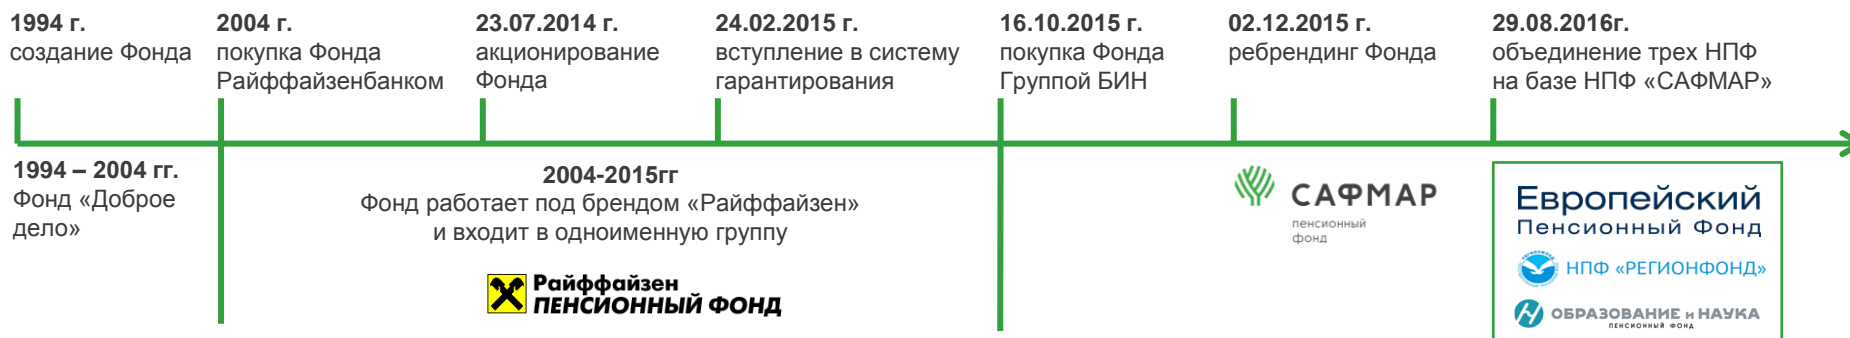 1994 г.
создание Фонда
2004 г.
покупка Фонда
Райффайзенбанком
23.07.2014 г.
акционирование
Фонда
24.02.2015 г.
вступление в систему
гарантирования
16.10.2015 г.
покупка Фонда
Группой БИН
02.12.2015 г.
ребрендинг Фонда
29.08.2016г.
объединение трех НПФ
на базе НПФ «САФМАР»
1994 – 2004 гг.
Фонд «Доброе
дело»
2004-2015гг
Фонд работает под брендом «Райффайзен»
и входит в одноименную группу
Райффайзен
ПЕНСИОННЫЙ ФОНД
САФМАР
пенсионный
фонд
Европейский
Пенсионный Фонд
НПФ «РЕГИОНФОНД»
ОБРАЗОВАНИЕ и НАУКА
ПЕНСИОННЫЙ ФОНД